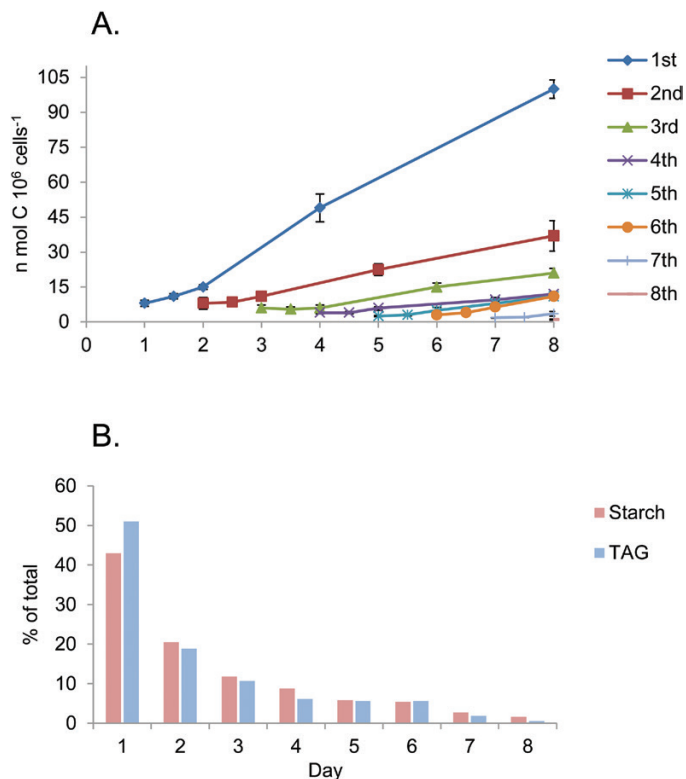 A.
n mol C 10⁶ cells⁻¹
105
90
75
60
45
30
15
0
0 1 2 3 4 5 6 7 8
1st
2nd
3rd
4th
5th
6th
7th
8th
B.
% of total
60
50
40
30
20
10
0
1 2 3 4 5 6 7 8
Day
Starch
TAG